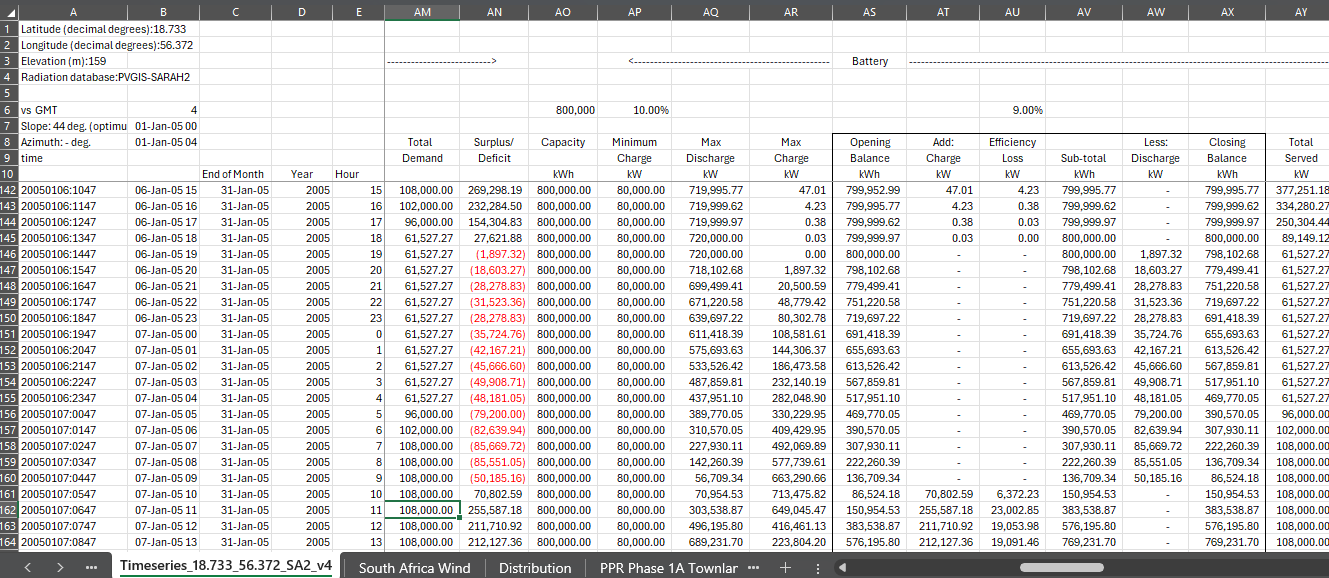 A B C D E AM AN AO AP AQ AR AS AT AU AV AW AX AY
1 Latitude (decimal degrees):18.733
2 Longitude (decimal degrees):56.372
3 Elevation (m):159 --------------------------> <------------------------------------------------- Battery ------------------------------------------------------------------------------------------------------
4 Radiation database:PVGIS-SARAH2
5
6 vs GMT 4 800,000 10.00% 9.00%
7 Slope: 44 deg. (optimu 01-Jan-05 00
8 Azimuth: - deg. 01-Jan-05 04 Total Surplus/ Capacity Minimum Max Max Opening Add: Efficiency Less: Closing Total
9 time Demand Deficit Charge Discharge Charge Balance Charge Loss Sub-total Discharge Balance Served
10 End of Month Year Hour kWh kW kW kW kWh kW kW kWh kW kWh kW
142 20050106:1047 06-Jan-05 15 31-Jan-05 2005 15 108,000.00 269,298.19 800,000.00 80,000.00 719,995.77 47.01 799,952.99 47.01 4.23 799,995.77 - 799,995.77 377,251.18
143 20050106:1147 06-Jan-05 16 31-Jan-05 2005 16 102,000.00 232,284.50 800,000.00 80,000.00 719,999.62 4.23 799,995.77 4.23 0.38 799,999.62 - 799,999.62 334,280.27
144 20050106:1247 06-Jan-05 17 31-Jan-05 2005 17 96,000.00 154,304.83 800,000.00 80,000.00 719,999.97 0.38 799,999.62 0.38 0.03 799,999.97 - 799,999.97 250,304.44
145 20050106:1347 06-Jan-05 18 31-Jan-05 2005 18 61,527.27 27,621.88 800,000.00 80,000.00 720,000.00 0.03 799,999.97 0.03 0.00 800,000.00 - 800,000.00 89,149.12
146 20050106:1447 06-Jan-05 19 31-Jan-05 2005 19 61,527.27 (1,897.32) 800,000.00 80,000.00 720,000.00 0.00 800,000.00 - - 800,000.00 1,897.32 798,102.68 61,527.27
147 20050106:1547 06-Jan-05 20 31-Jan-05 2005 20 61,527.27 (18,603.27) 800,000.00 80,000.00 718,102.68 1,897.32 798,102.68 - - 798,102.68 18,603.27 779,499.41 61,527.27
148 20050106:1647 06-Jan-05 21 31-Jan-05 2005 21 61,527.27 (28,278.83) 800,000.00 80,000.00 699,499.41 20,500.59 779,499.41 - - 779,499.41 28,278.83 751,220.58 61,527.27
149 20050106:1747 06-Jan-05 22 31-Jan-05 2005 22 61,527.27 (31,523.36) 800,000.00 80,000.00 671,220.58 48,779.42 751,220.58 - - 751,220.58 31,523.36 719,697.22 61,527.27
150 20050106:1847 06-Jan-05 23 31-Jan-05 2005 23 61,527.27 (28,278.83) 800,000.00 80,000.00 639,697.22 80,302.78 719,697.22 - - 719,697.22 28,278.83 691,418.39 61,527.27
151 20050106:1947 07-Jan-05 00 31-Jan-05 2005 0 61,527.27 (35,724.76) 800,000.00 80,000.00 611,418.39 108,581.61 691,418.39 - - 691,418.39 35,724.76 655,693.63 61,527.27
152 20050106:2047 07-Jan-05 01 31-Jan-05 2005 1 61,527.27 (42,167.21) 800,000.00 80,000.00 575,693.63 144,306.37 655,693.63 - - 655,693.63 42,167.21 613,526.42 61,527.27
153 20050106:2147 07-Jan-05 02 31-Jan-05 2005 2 61,527.27 (45,666.60) 800,000.00 80,000.00 533,526.42 186,473.58 613,526.42 - - 613,526.42 45,666.60 567,859.81 61,527.27
154 20050106:2247 07-Jan-05 03 31-Jan-05 2005 3 61,527.27 (49,908.71) 800,000.00 80,000.00 487,859.81 232,140.19 567,859.81 - - 567,859.81 49,908.71 517,951.10 61,527.27
155 20050106:2347 07-Jan-05 04 31-Jan-05 2005 4 61,527.27 (48,181.05) 800,000.00 80,000.00 437,951.10 282,048.90 517,951.10 - - 517,951.10 48,181.05 469,770.05 61,527.27
156 20050107:0047 07-Jan-05 05 31-Jan-05 2005 5 96,000.00 (79,200.00) 800,000.00 80,000.00 389,770.05 330,229.95 469,770.05 - - 469,770.05 79,200.00 390,570.05 96,000.00
157 20050107:0147 07-Jan-05 06 31-Jan-05 2005 6 102,000.00 (82,639.94) 800,000.00 80,000.00 310,570.05 409,429.95 390,570.05 - - 390,570.05 82,639.94 307,930.11 102,000.00
158 20050107:0247 07-Jan-05 07 31-Jan-05 2005 7 108,000.00 (85,669.72) 800,000.00 80,000.00 227,930.11 492,069.89 307,930.11 - - 307,930.11 85,669.72 222,260.39 108,000.00
159 20050107:0347 07-Jan-05 08 31-Jan-05 2005 8 108,000.00 (85,551.05) 800,000.00 80,000.00 142,260.39 577,739.61 222,260.39 - - 222,260.39 85,551.05 136,709.34 108,000.00
160 20050107:0447 07-Jan-05 09 31-Jan-05 2005 9 108,000.00 (50,185.16) 800,000.00 80,000.00 56,709.34 663,290.66 136,709.34 - - 136,709.34 50,185.16 86,524.18 108,000.00
161 20050107:0547 07-Jan-05 10 31-Jan-05 2005 10 108,000.00 70,802.59 800,000.00 80,000.00 70,954.53 713,475.82 86,524.18 70,802.59 6,372.23 150,954.53 - 150,954.53 108,000.00
162 20050107:0647 07-Jan-05 11 31-Jan-05 2005 11 108,000.00 255,587.18 800,000.00 80,000.00 303,538.87 649,045.47 150,954.53 255,587.18 23,002.85 383,538.87 - 383,538.87 108,000.00
163 20050107:0747 07-Jan-05 12 31-Jan-05 2005 12 108,000.00 211,710.92 800,000.00 80,000.00 496,195.80 416,461.13 383,538.87 211,710.92 19,053.98 576,195.80 - 576,195.80 108,000.00
164 20050107:0847 07-Jan-05 13 31-Jan-05 2005 13 108,000.00 212,127.36 800,000.00 80,000.00 689,231.70 223,804.20 576,195.80 212,127.36 19,091.46 769,231.70 - 769,231.70 108,000.00
Timeseries_18.733_56.372_SA2_v4 South Africa Wind Distribution PPR Phase 1A Townlar